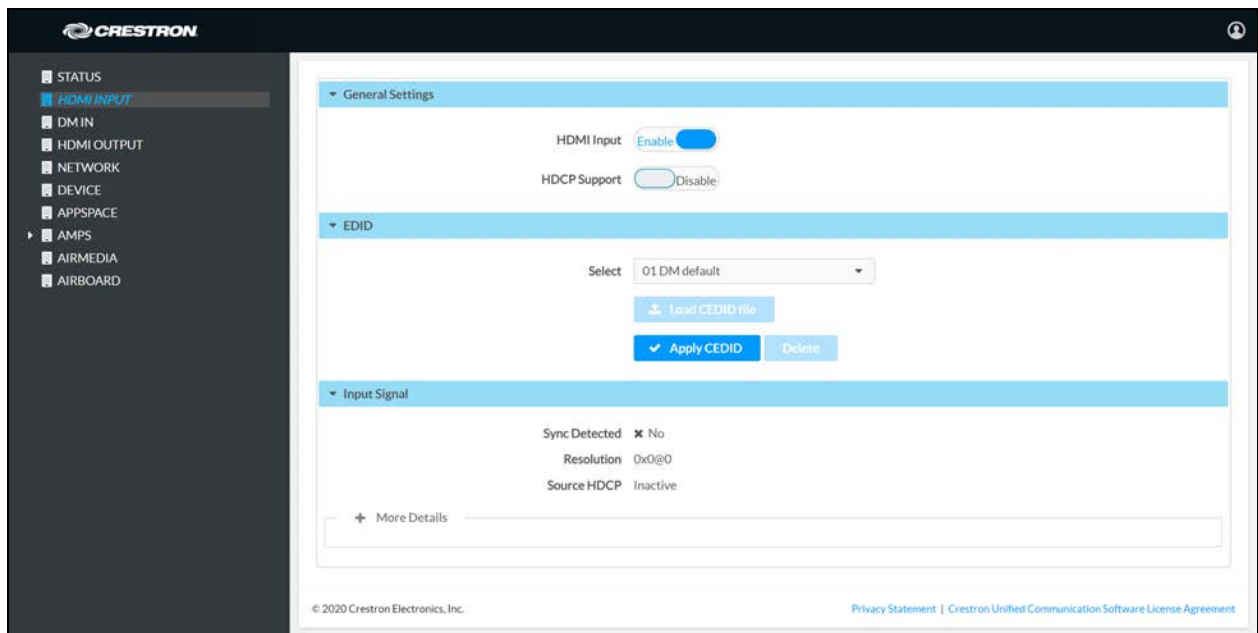 CRESTRON
STATUS
HDMI INPUT
DM IN
HDMI OUTPUT
NETWORK
DEVICE
APPSPACE
AMPS
AIRMEDIA
AIRBOARD
General Settings
HDMI Input Enable
HDCP Support Disable
EDID
Select 01 DM default
Load CEDID file
Apply CEDID Delete
Input Signal
Sync Detected No
Resolution 0x0@0
Source HDCP Inactive
More Details
© 2020 Crestron Electronics, Inc.
Privacy Statement | Crestron Unified Communication Software License Agreement